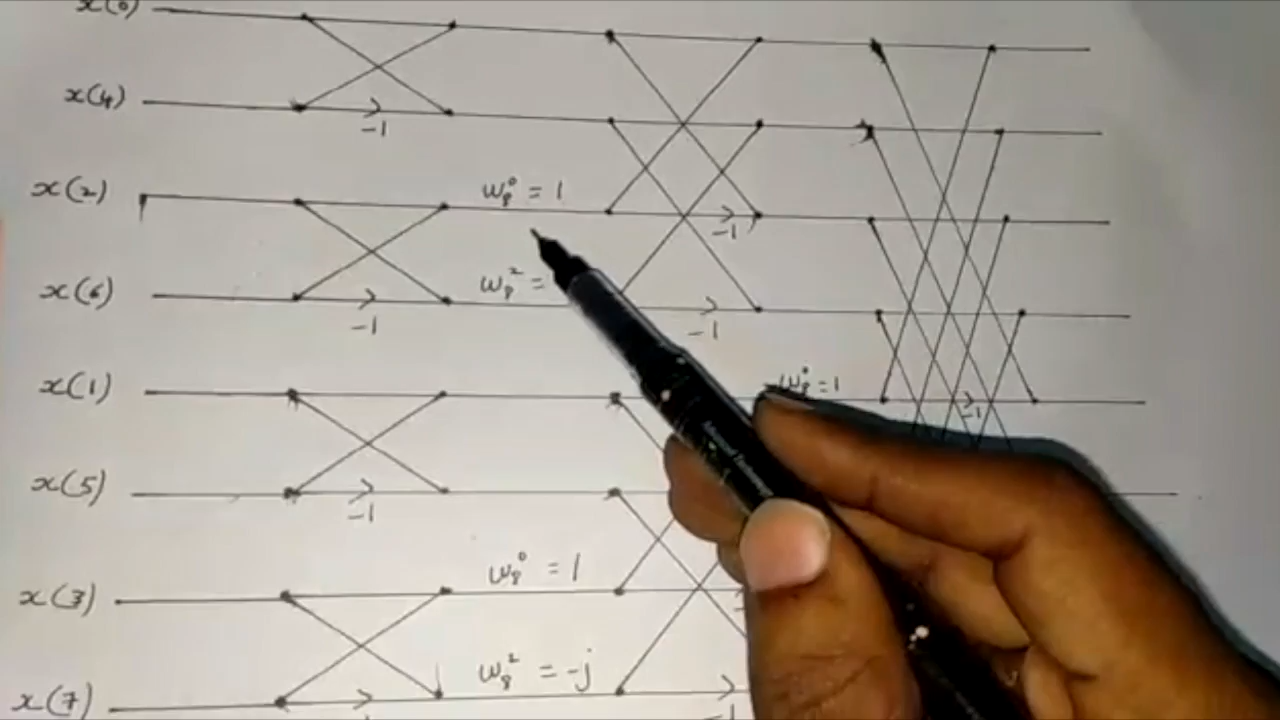 x(0)
x(4)
-1
x(2)
w₈⁰ = 1
-1
x(6)
w₈² =
-1
-1
x(1)
w₈⁰ = 1
-1
x(5)
-1
x(3)
w₈⁰ = 1
x(7)
w₈² = -j